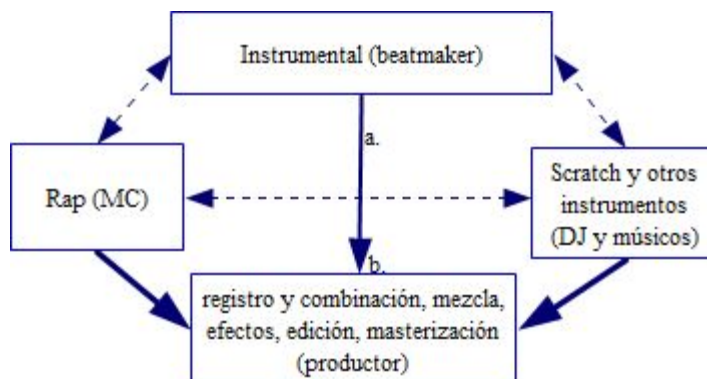 Instrumental (beatmaker)
a.
Rap (MC)
Scratch y otros
instrumentos
(DJ y músicos)
b.
registro y combinación, mezcla,
efectos, edición, masterización
(productor)